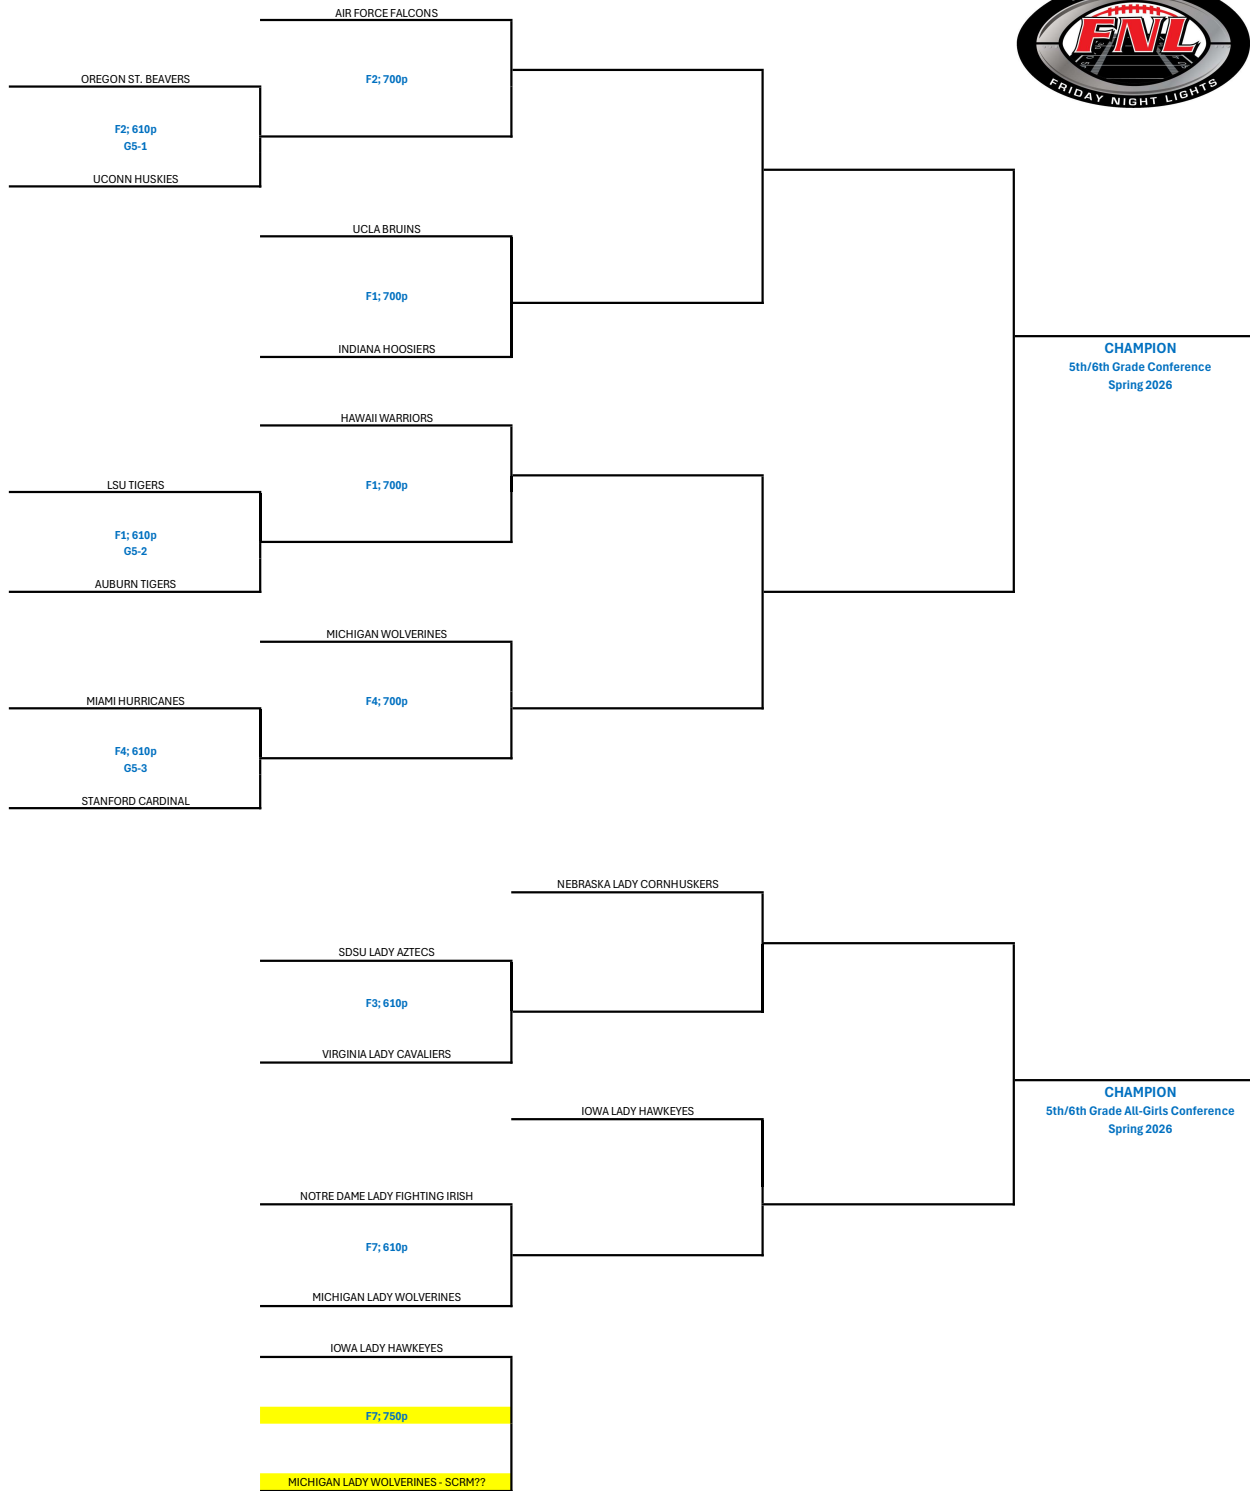 AIR FORCE FALCONS
FNL
FRIDAY NIGHT LIGHTS
OREGON ST. BEAVERS
F2; 700p
F2; 610p
G5-1
UCONN HUSKIES
UCLA BRUINS
F1; 700p
INDIANA HOOSIERS
CHAMPION
5th/6th Grade Conference
Spring 2026
HAWAII WARRIORS
LSU TIGERS
F1; 700p
F1; 610p
G5-2
AUBURN TIGERS
MICHIGAN WOLVERINES
MIAMI HURRICANES
F4; 700p
F4; 610p
G5-3
STANFORD CARDINAL
NEBRASKA LADY CORNHUSKERS
SDSU LADY AZTECS
F3; 610p
VIRGINIA LADY CAVALIERS
CHAMPION
5th/6th Grade All-Girls Conference
Spring 2026
IOWA LADY HAWKEYES
NOTRE DAME LADY FIGHTING IRISH
F7; 610p
MICHIGAN LADY WOLVERINES
IOWA LADY HAWKEYES
F7; 750p
MICHIGAN LADY WOLVERINES - SCRM??